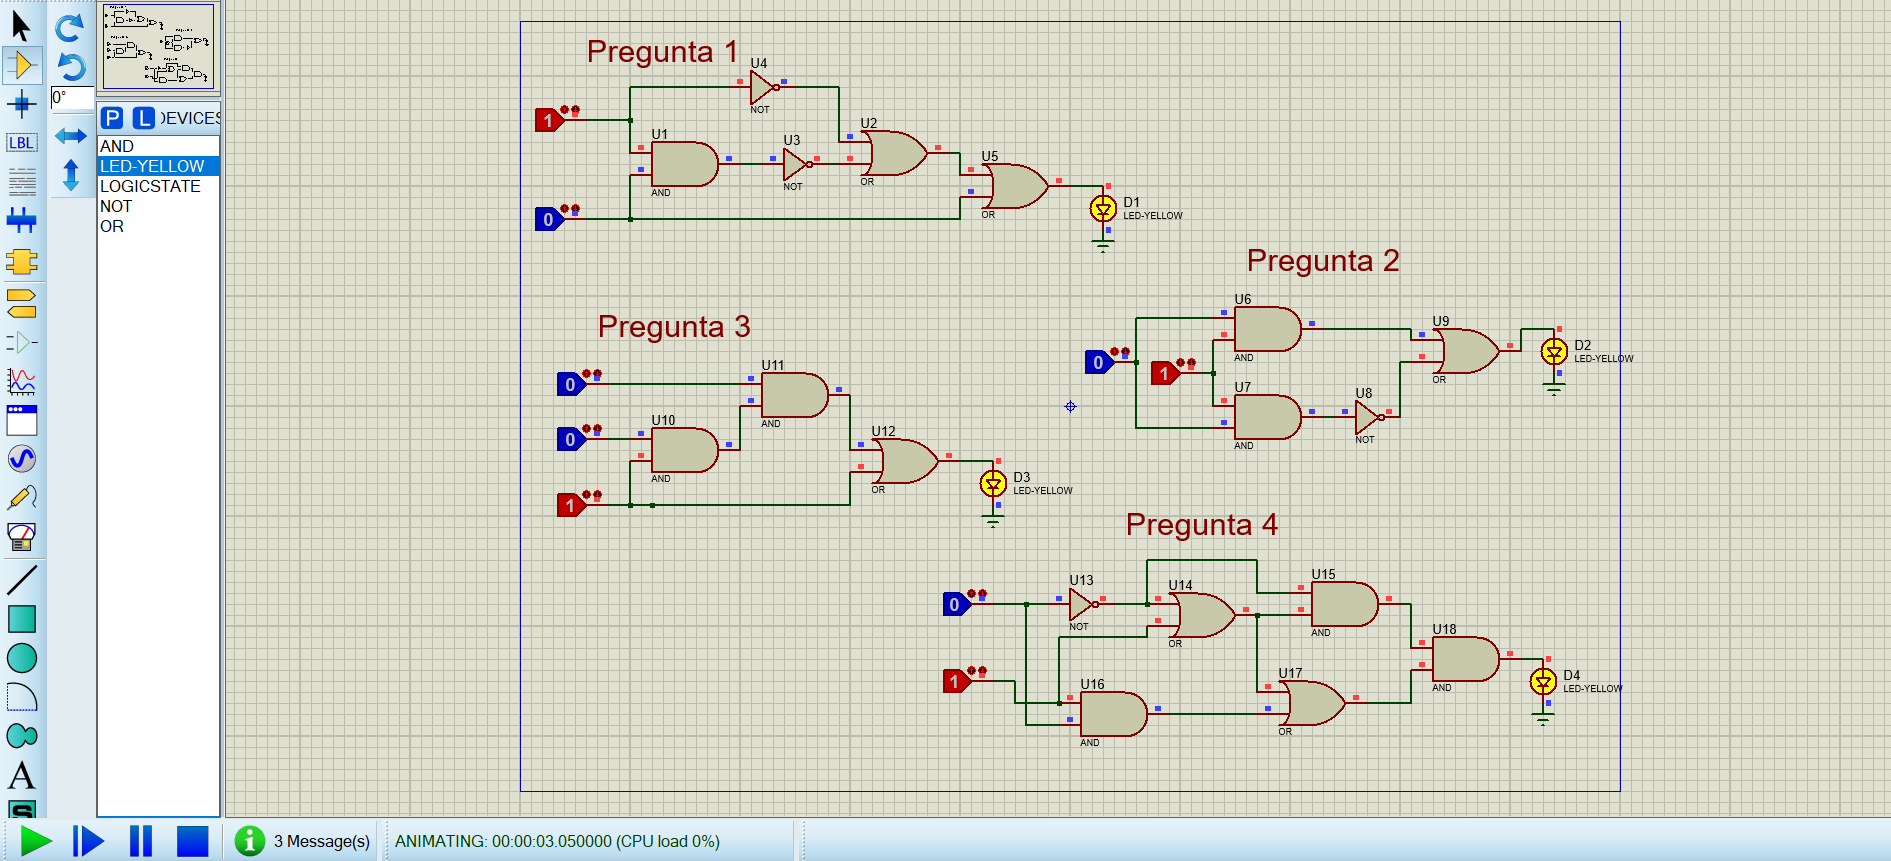 0°
P L DEVICES
AND
LED-YELLOW
LOGICSTATE
NOT
OR
LBL
A
S
Pregunta 1
U4
NOT
1
U1
AND
U3
NOT
U2
OR
U5
OR
0
D1
LED-YELLOW
Pregunta 2
U6
AND
0
1
U7
AND
U8
NOT
U9
OR
D2
LED-YELLOW
Pregunta 3
0
U11
AND
0
U10
AND
1
U12
OR
D3
LED-YELLOW
Pregunta 4
0
U13
NOT
U14
OR
U15
AND
1
U16
AND
U17
OR
U18
AND
D4
LED-YELLOW
3 Message(s)
ANIMATING: 00:00:03.050000 (CPU load 0%)